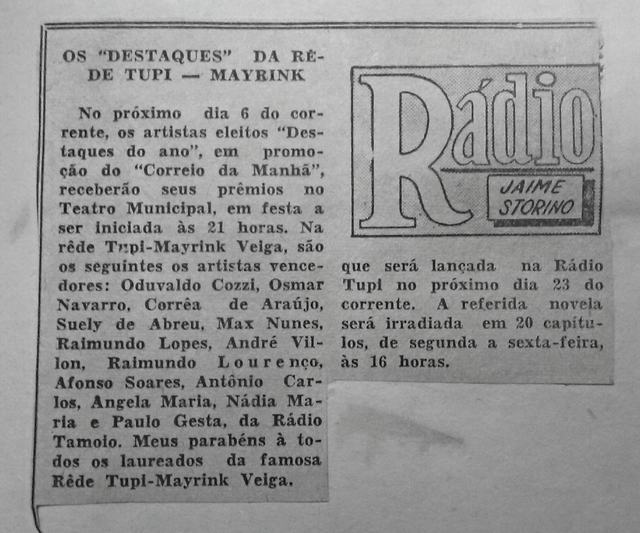 OS "DESTAQUES" DA RÊ-
DE TUPI — MAYRINK
No próximo dia 6 do cor-
rente, os artistas eleitos "Des-
taques do ano", em promo-
ção do "Correio da Manhã",
receberão seus prêmios no
Teatro Municipal, em festa a
ser iniciada às 21 horas. Na
rêde Tupi-Mayrink Veiga, são
os seguintes os artistas vence-
dores: Oduvaldo Cozzi, Osmar
Navarro, Corrêa de Araújo,
Suely de Abreu, Max Nunes,
Raimundo Lopes, André Vil-
lon, Raimundo Lourenço,
Afonso Soares, Antônio Car-
los, Angela Maria, Nádia Ma-
ria e Paulo Gesta, da Rádio
Tamoio. Meus parabéns à to-
dos os laureados da famosa
Rêde Tupi-Mayrink Veiga.
Rádio
JAIME
STORINO
que será lançada na Rádio
Tupi no próximo dia 23 do
corrente. A referida novela
será irradiada em 20 capítu-
los, de segunda a sexta-feira,
às 16 horas.